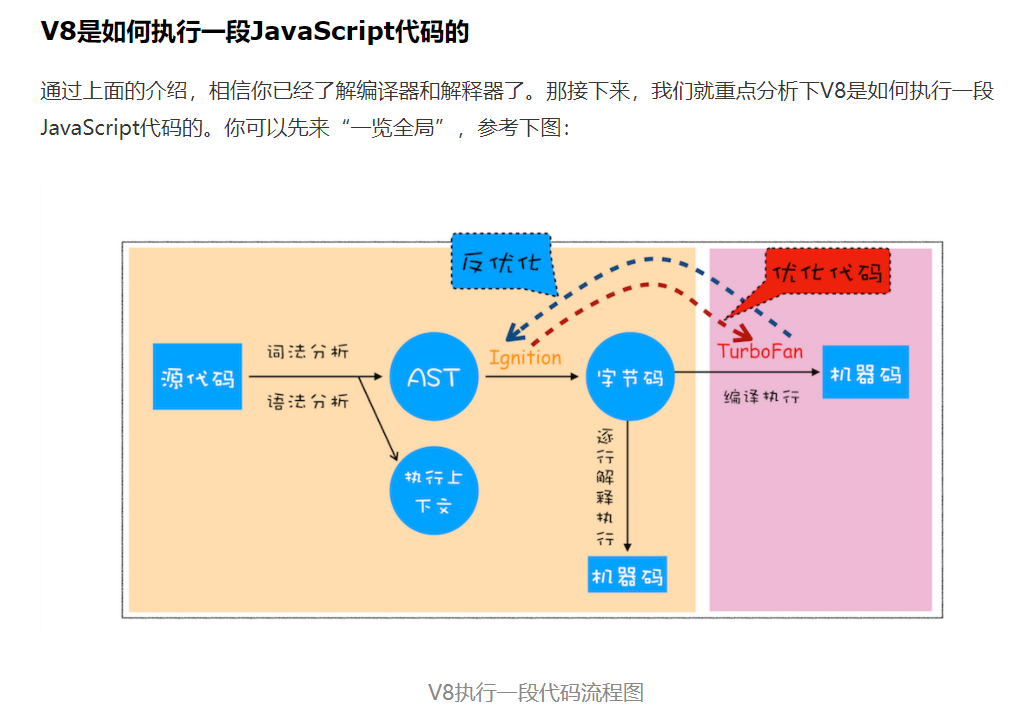 V8是如何执行一段JavaScript代码的
通过上面的介绍，相信你已经了解编译器和解释器了。那接下来，我们就重点分析下V8是如何执行一段
JavaScript代码的。你可以先来“一览全局”，参考下图：
反优化
优化代码
词法分析
Ignition
TurboFan
源代码
AST
字节码
机器码
语法分析
编译执行
逐行解释执行
执行上
下文
机器码
V8执行一段代码流程图